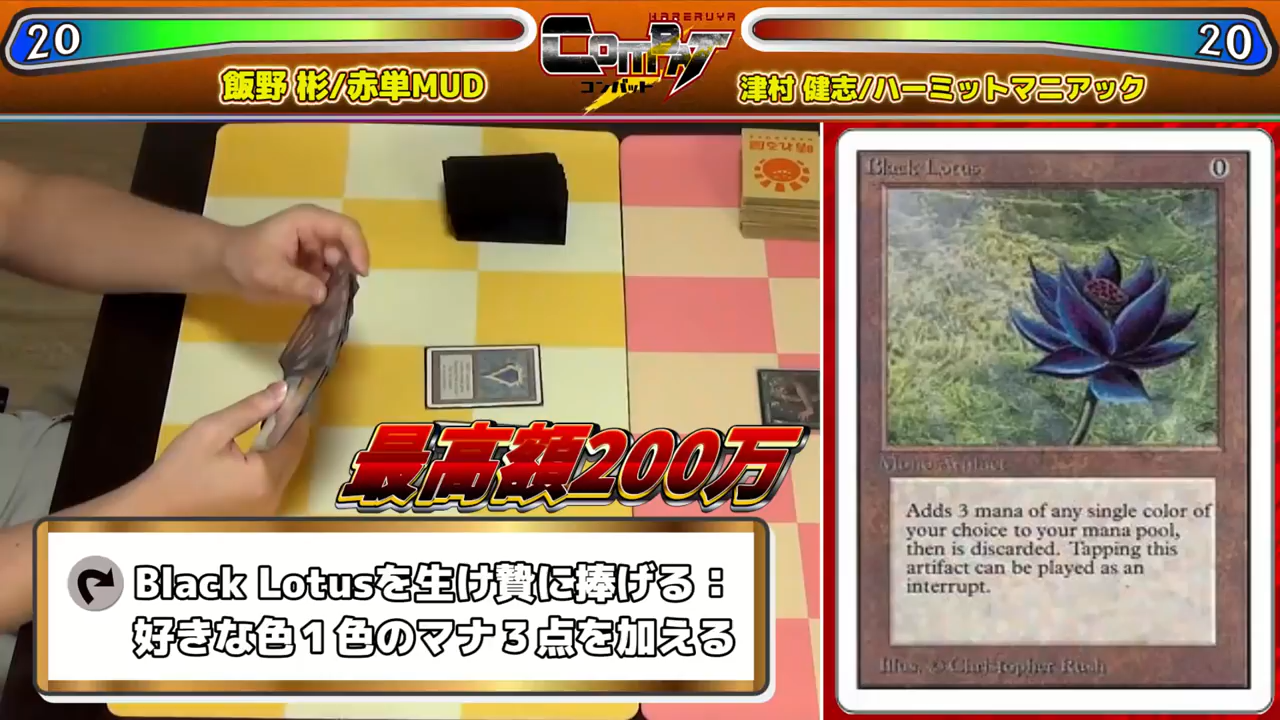 20
HARERUYA
COMBAT
コンバット
20
飯野 彬/赤単MUD
津村 健志/ハーミットマニアック
晴れる屋
Black Lotus
0
Mono Artifact
Adds 3 mana of any single color of
your choice to your mana pool,
then is discarded. Tapping this
artifact can be played as an
interrupt.
Illus. © Christopher Rush
最高額200万
Black Lotusを生け贄に捧げる：
好きな色１色のマナ３点を加える